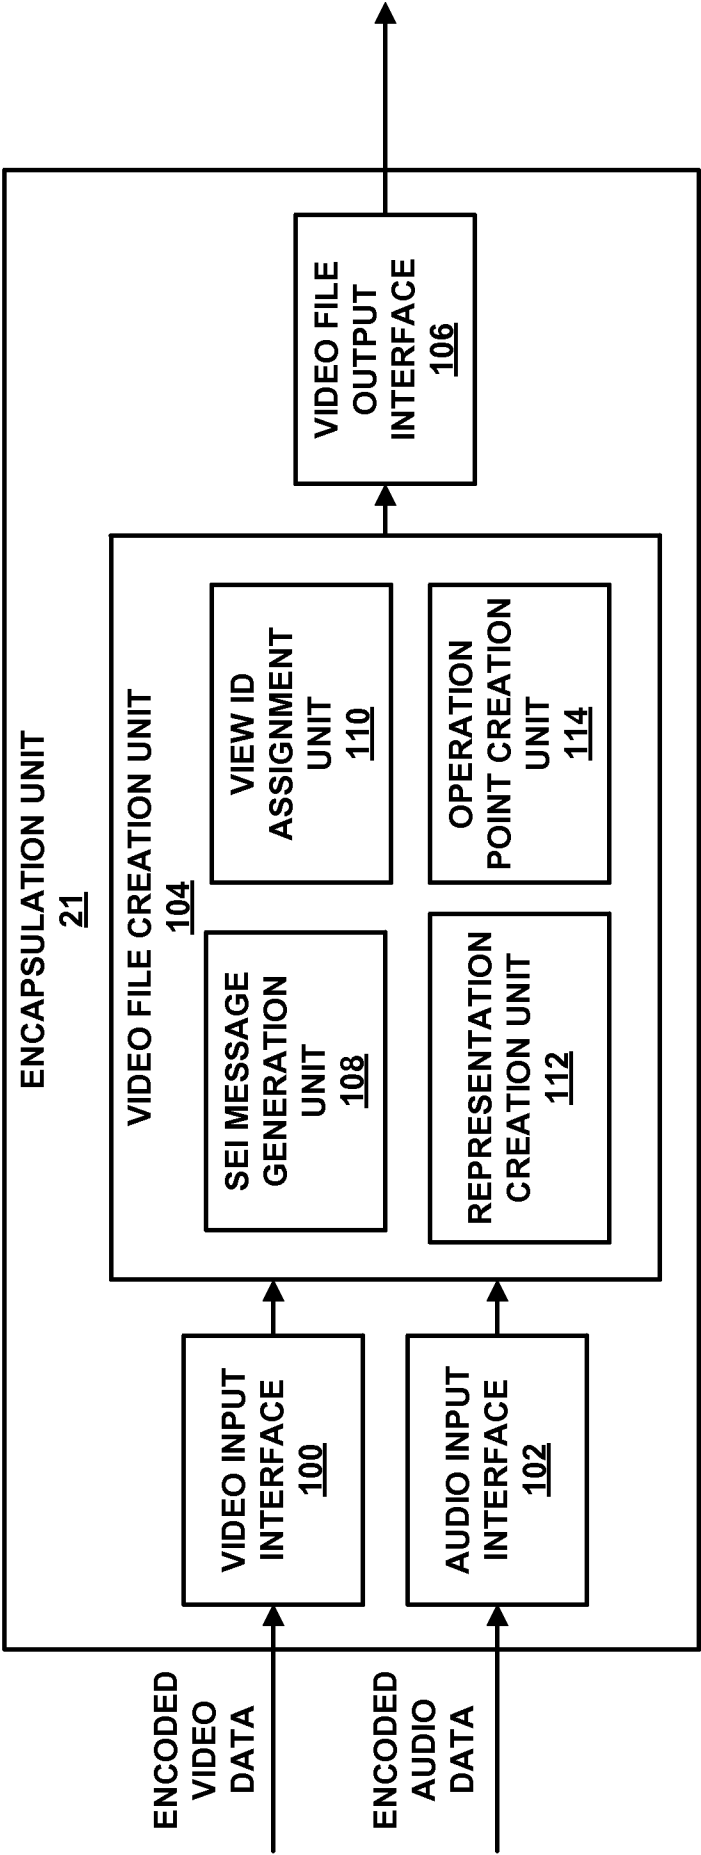 ENCAPSULATION UNIT
21
VIDEO FILE CREATION UNIT
104
ENCODED
VIDEO
DATA
VIDEO INPUT
INTERFACE
100
SEI MESSAGE
GENERATION
UNIT
108
VIEW ID
ASSIGNMENT
UNIT
110
VIDEO FILE
OUTPUT
INTERFACE
106
ENCODED
AUDIO
DATA
AUDIO INPUT
INTERFACE
102
REPRESENTATION
CREATION UNIT
112
OPERATION
POINT CREATION
UNIT
114